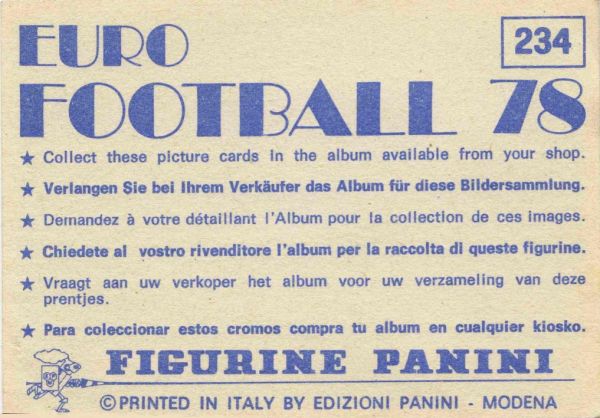 EURO
234
FOOTBALL 78
★ Collect these picture cards in the album available from your shop.
★ Verlangen Sie bei Ihrem Verkäufer das Album für diese Bildersammlung.
★ Demandez à votre détaillant l'Album pour la collection de ces images.
★ Chiedete al vostro rivenditore l'album per la raccolta di queste figurine.
★ Vraagt aan uw verkoper het album voor uw verzameling van deze
prentjes.
★ Para coleccionar estos cromos compra tu album en cualquier kiosko.
FIGURINE PANINI
©PRINTED IN ITALY BY EDIZIONI PANINI - MODENA